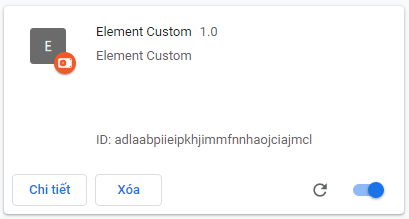 E
Element Custom 1.0
Element Custom
ID: adlaabpiieipkhjimmfnnhaojciajmcl
Chi tiết Xóa